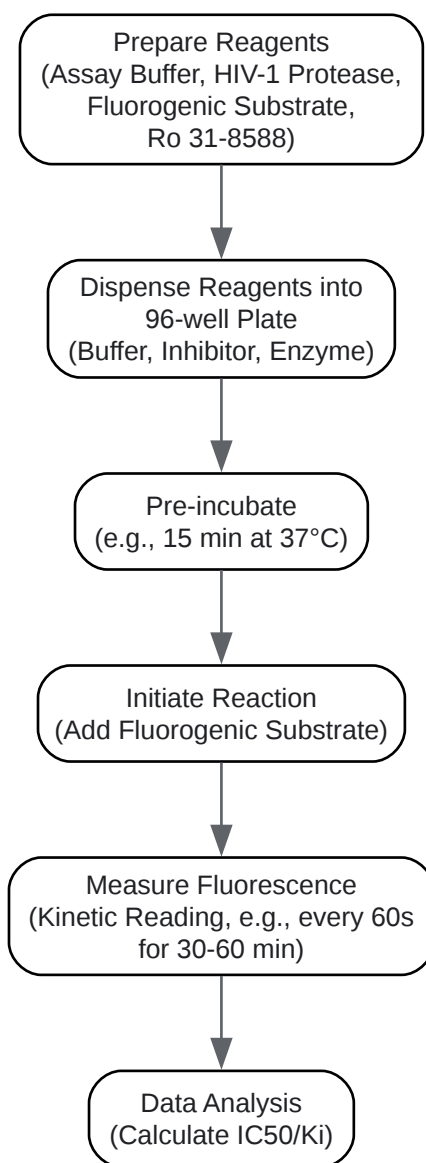 Prepare Reagents
(Assay Buffer, HIV-1 Protease,
Fluorogenic Substrate,
Ro 31-8588)
Dispense Reagents into
96-well Plate
(Buffer, Inhibitor, Enzyme)
Pre-incubate
(e.g., 15 min at 37°C)
Initiate Reaction
(Add Fluorogenic Substrate)
Measure Fluorescence
(Kinetic Reading, e.g., every 60s
for 30-60 min)
Data Analysis
(Calculate IC50/Ki)